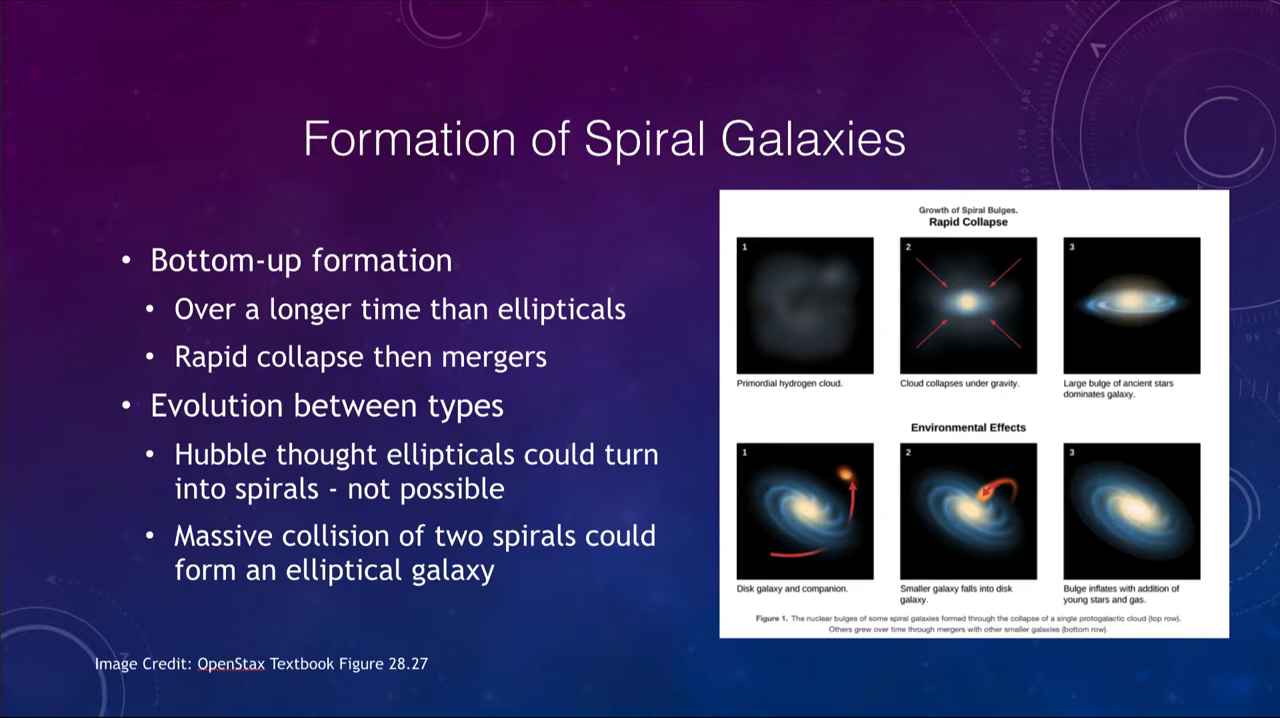 Formation of Spiral Galaxies
• Bottom-up formation
• Over a longer time than ellipticals
• Rapid collapse then mergers
• Evolution between types
• Hubble thought ellipticals could turn
into spirals - not possible
• Massive collision of two spirals could
form an elliptical galaxy
Image Credit: OpenStax Textbook Figure 28.27
Growth of Spiral Bulges.
Rapid Collapse
1
2
3
Primordial hydrogen cloud.
Cloud collapses under gravity.
Large bulge of ancient stars
dominates galaxy.
Environmental Effects
1
2
3
Disk galaxy and companion.
Smaller galaxy falls into disk
galaxy.
Bulge inflates with addition of
young stars and gas.
Figure 1. The nuclear bulges of some spiral galaxies formed through the collapse of a single protogalactic cloud (top row).
Others grew over time through mergers with other smaller galaxies (bottom row).